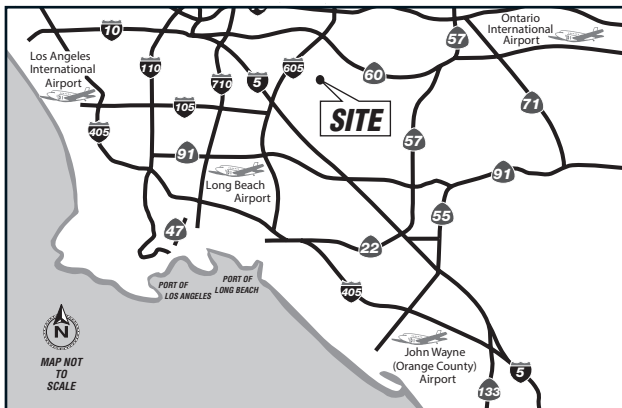 Ontario
International
Airport
10
57
Los Angeles
International
Airport
110
710
5
605
60
105
SITE
71
405
57
91
Long Beach
Airport
91
55
47
22
PORT OF
LOS ANGELES
PORT OF
LONG BEACH
405
N
MAP NOT
TO
SCALE
John Wayne
(Orange County)
Airport
5
133